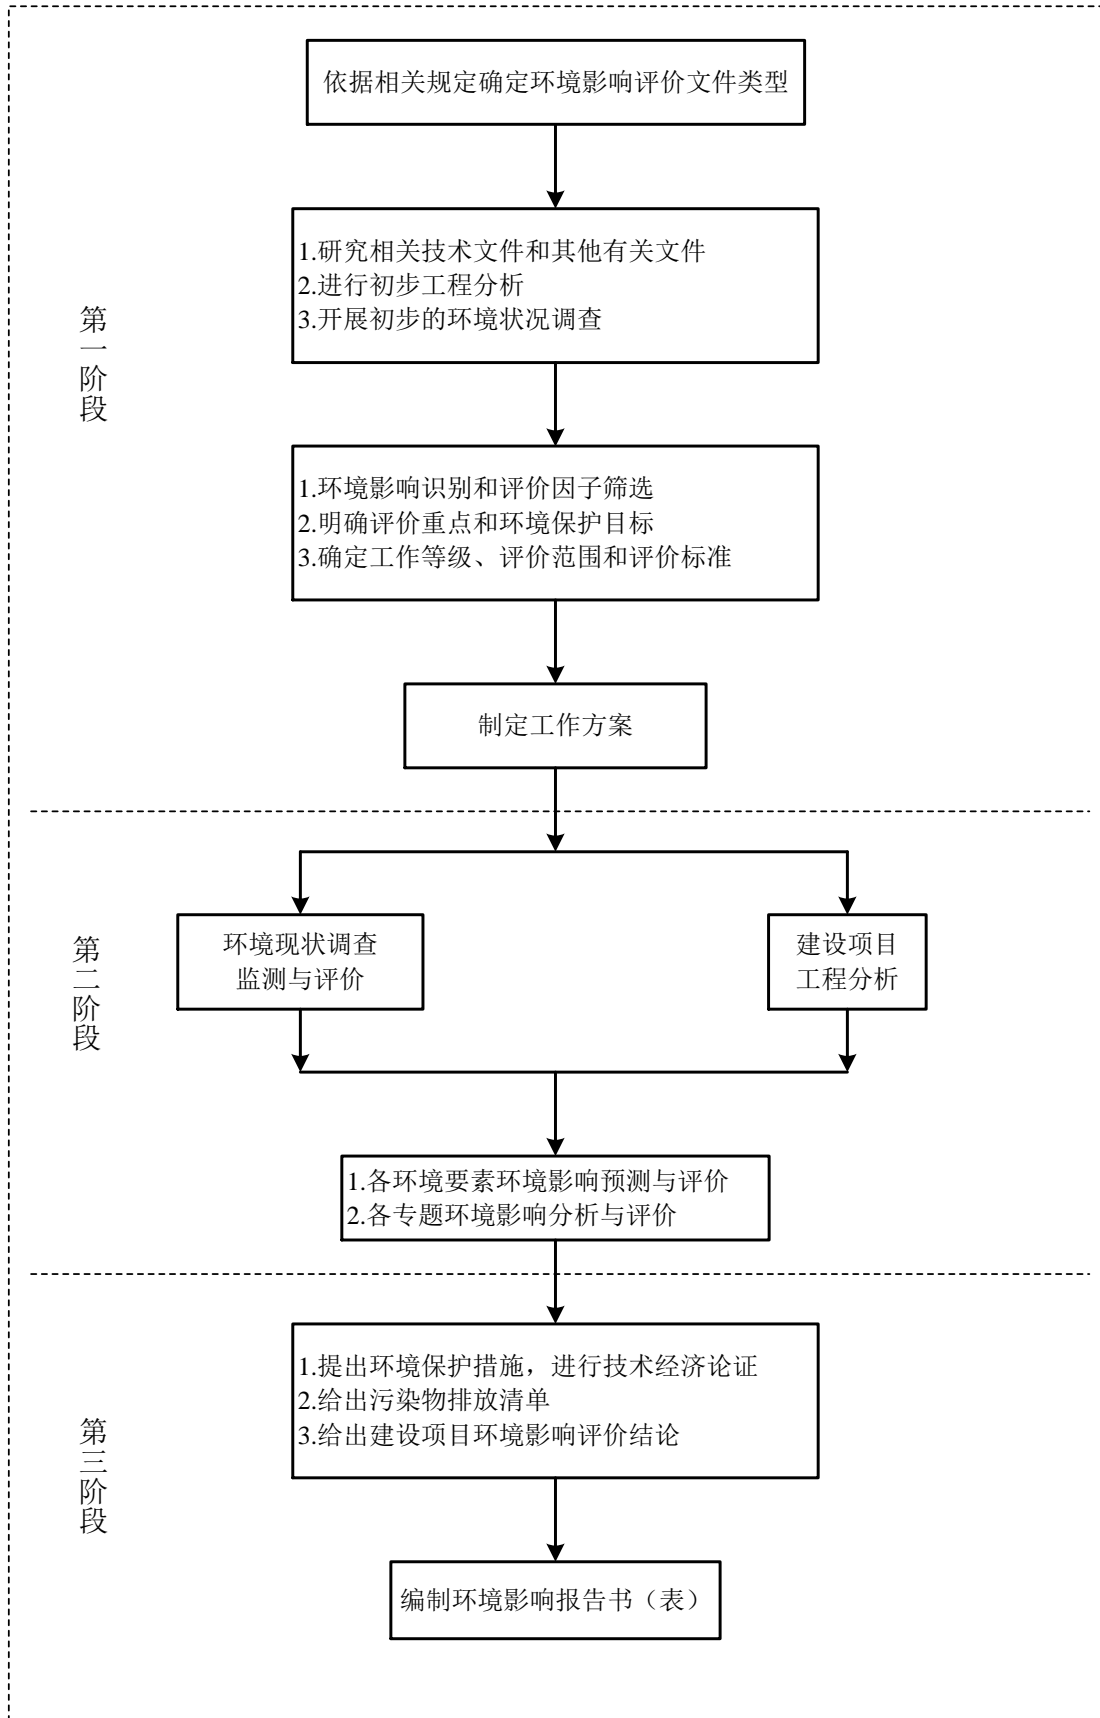 依据相关规定确定环境影响评价文件类型
1.研究相关技术文件和其他有关文件
2.进行初步工程分析
3.开展初步的环境状况调查
第一阶段
1.环境影响识别和评价因子筛选
2.明确评价重点和环境保护目标
3.确定工作等级、评价范围和评价标准
制定工作方案
第二阶段
环境现状调查
监测与评价
建设项目
工程分析
1.各环境要素环境影响预测与评价
2.各专题环境影响分析与评价
第三阶段
1.提出环境保护措施，进行技术经济论证
2.给出污染物排放清单
3.给出建设项目环境影响评价结论
编制环境影响报告书（表）